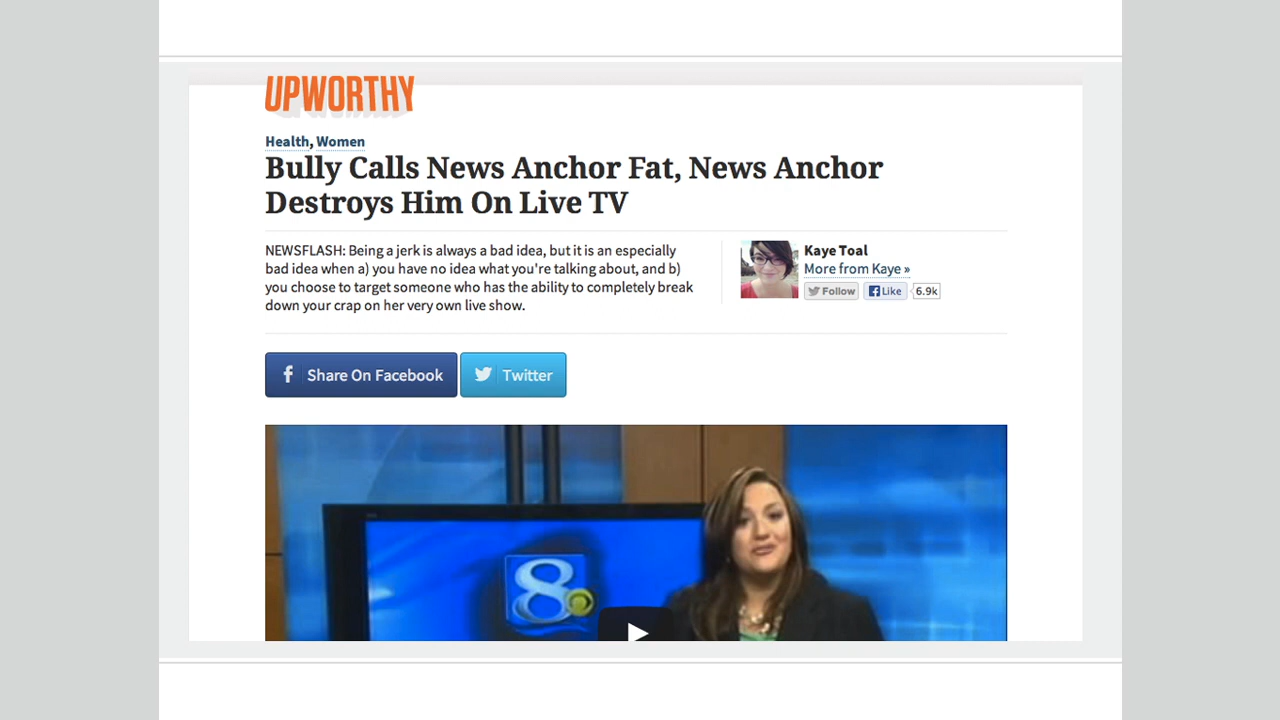 UPWORTHY
Health, Women
Bully Calls News Anchor Fat, News Anchor
Destroys Him On Live TV
NEWSFLASH: Being a jerk is always a bad idea, but it is an especially
bad idea when a) you have no idea what you're talking about, and b)
you choose to target someone who has the ability to completely break
down your crap on her very own live show.
Kaye Toal
More from Kaye »
Follow Like 6.9k
Share On Facebook Twitter
8